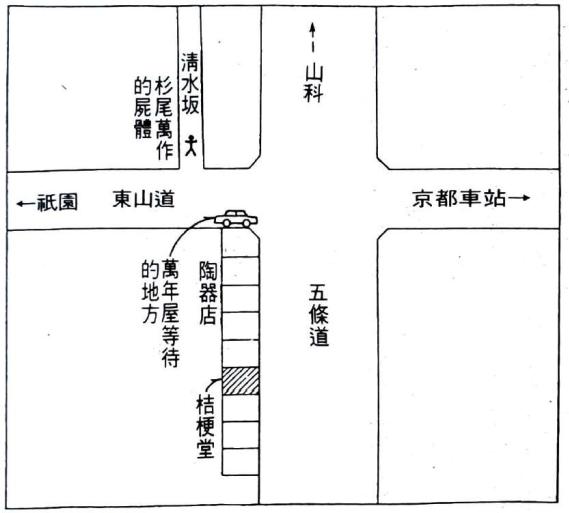 山科
清水坂
杉尾萬作
的屍體
←祇園
東山道
京都車站→
萬年屋等待
的地方
陶器店
五條道
桔梗堂